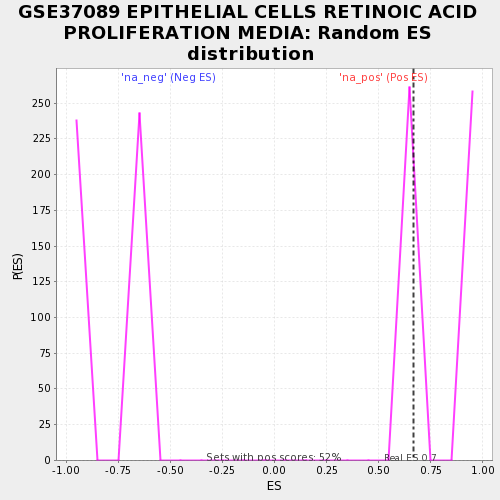 GSE37089 EPITHELIAL CELLS RETINOIC ACID
PROLIFERATION MEDIA: Random ES
distribution
'na_neg' (Neg ES)
'na_pos' (Pos ES)
250
225
200
175
150
125
100
75
50
25
0
P(ES)
Sets with pos scores: 52%
Real ES 0.7
-1.00
-0.75
-0.50
-0.25
0.00
0.25
0.50
0.75
1.00
ES